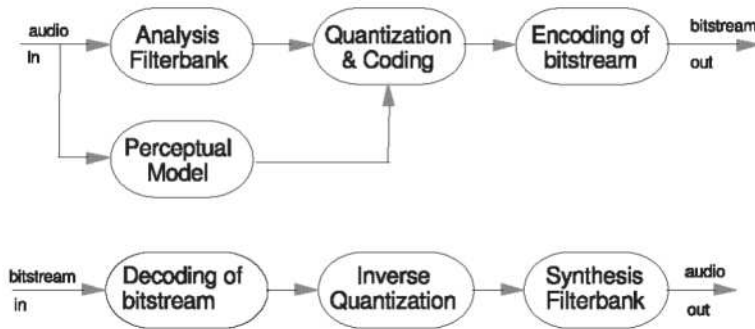 audio
in
Analysis
Filterbank
Quantization
& Coding
Encoding of
bitstream
bitstream
out
Perceptual
Model
bitstream
in
Decoding of
bitstream
Inverse
Quantization
Synthesis
Filterbank
audio
out